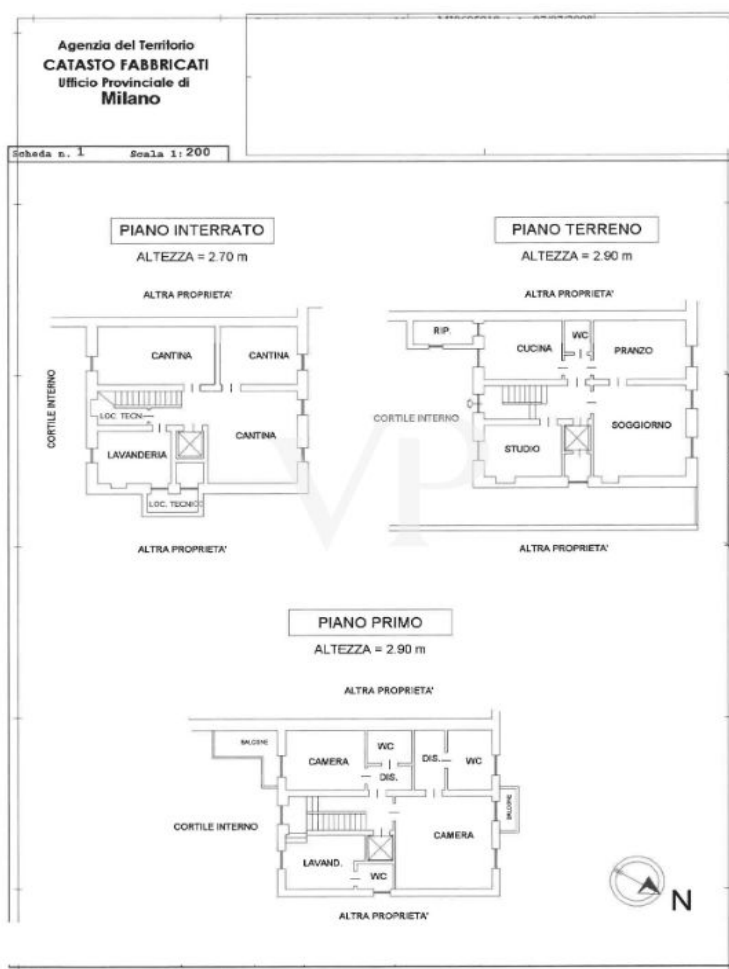 Agenzia del Territorio
CATASTO FABBRICATI
Ufficio Provinciale di
Milano
Scheda n. 1 Scala 1:200
PIANO INTERRATO
ALTEZZA = 2.70 m
ALTRA PROPRIETA'
CANTINA
CANTINA
LOC. TECN.
CANTINA
LAVANDERIA
LOC. TECNICO
CORTILE INTERNO
ALTRA PROPRIETA'
PIANO TERRENO
ALTEZZA = 2.90 m
ALTRA PROPRIETA'
RIP.
CUCINA
WC
PRANZO
CORTILE INTERNO
SOGGIORNO
STUDIO
ALTRA PROPRIETA'
VP
PIANO PRIMO
ALTEZZA = 2.90 m
ALTRA PROPRIETA'
BALCONE
CAMERA
WC
DIS.
DIS.
WC
BALCONE
CORTILE INTERNO
CAMERA
LAVAND.
WC
ALTRA PROPRIETA'
N